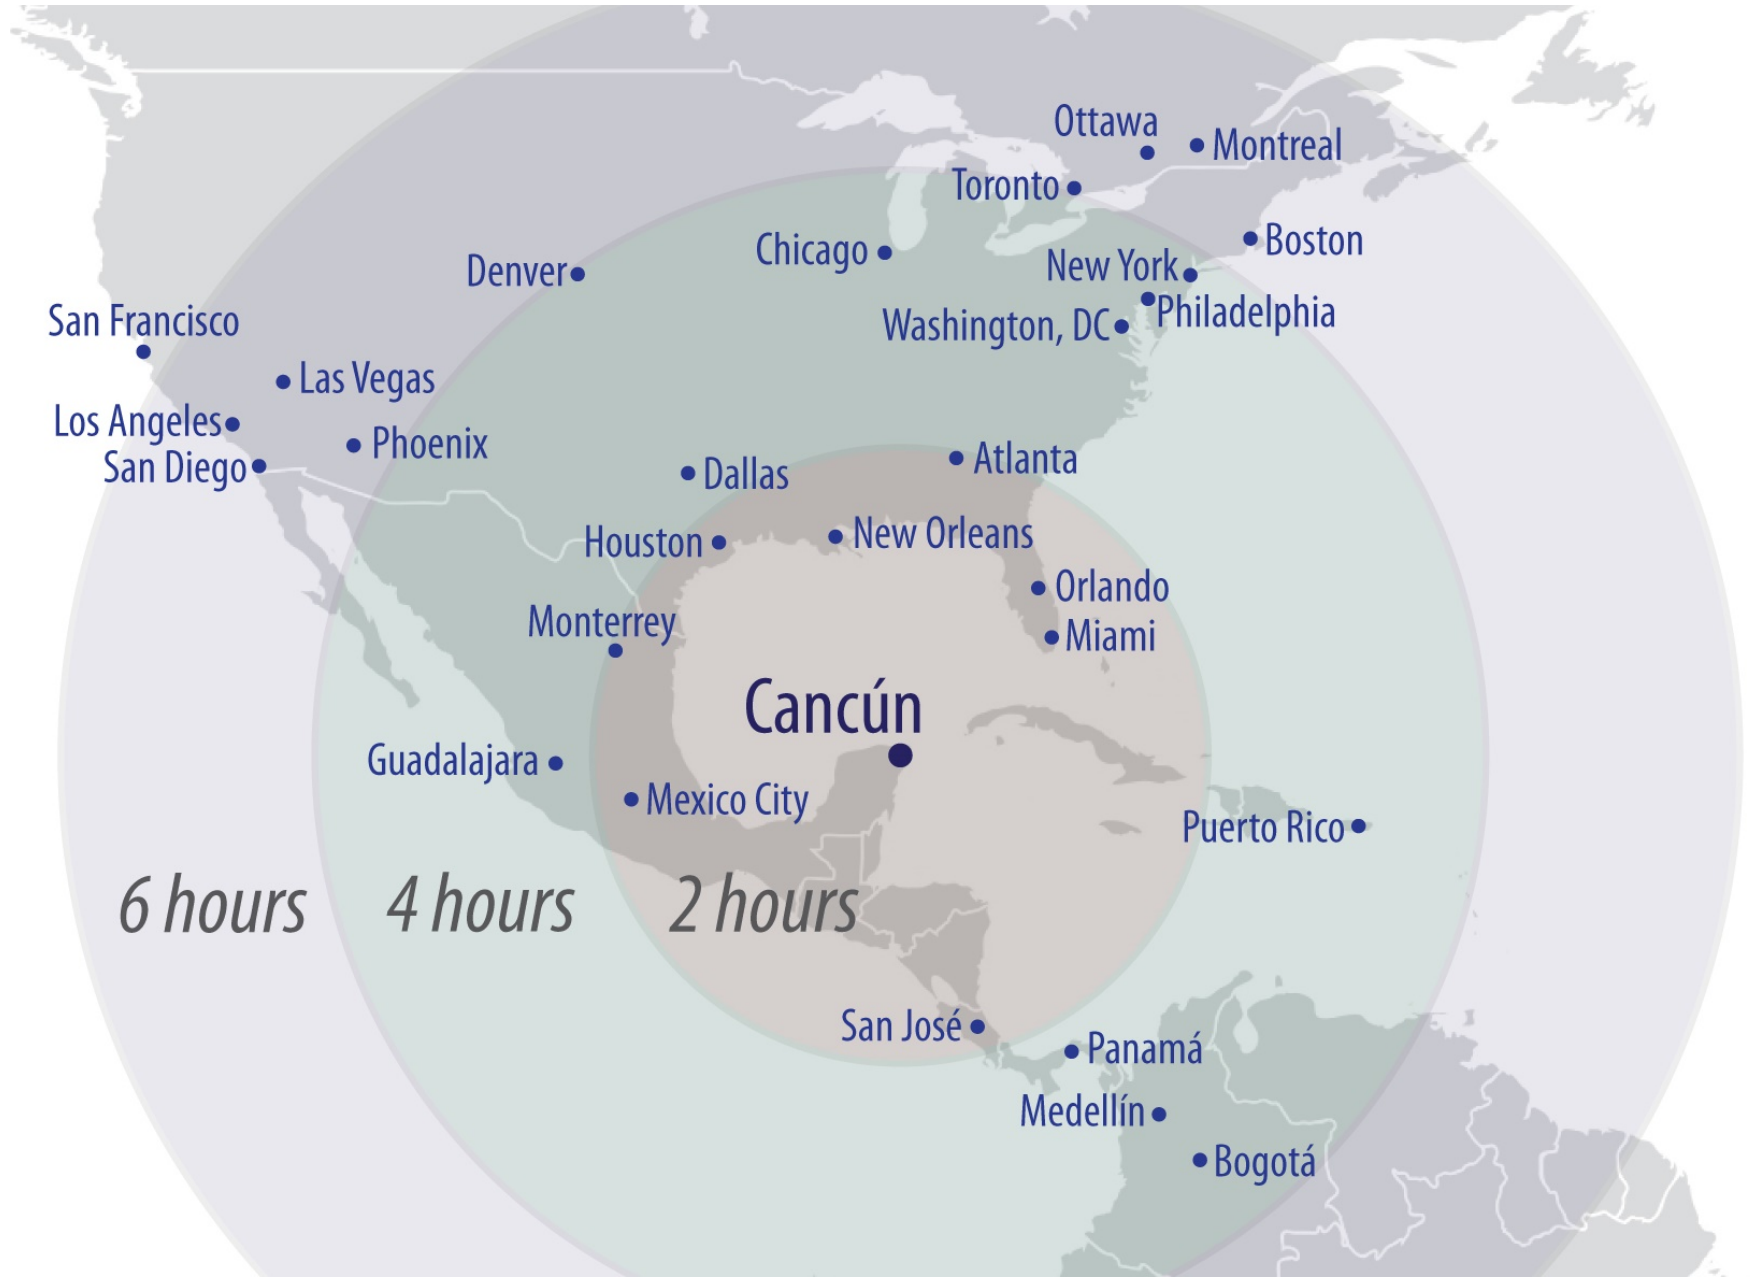 Ottawa
Montreal
Toronto
Boston
Chicago
New York
Denver
Philadelphia
Washington, DC
San Francisco
Las Vegas
Los Angeles
Phoenix
San Diego
Dallas
Atlanta
Houston
New Orleans
Orlando
Monterrey
Miami
Cancún
Guadalajara
Mexico City
Puerto Rico
6 hours
4 hours
2 hours
San José
Panamá
Medellín
Bogotá